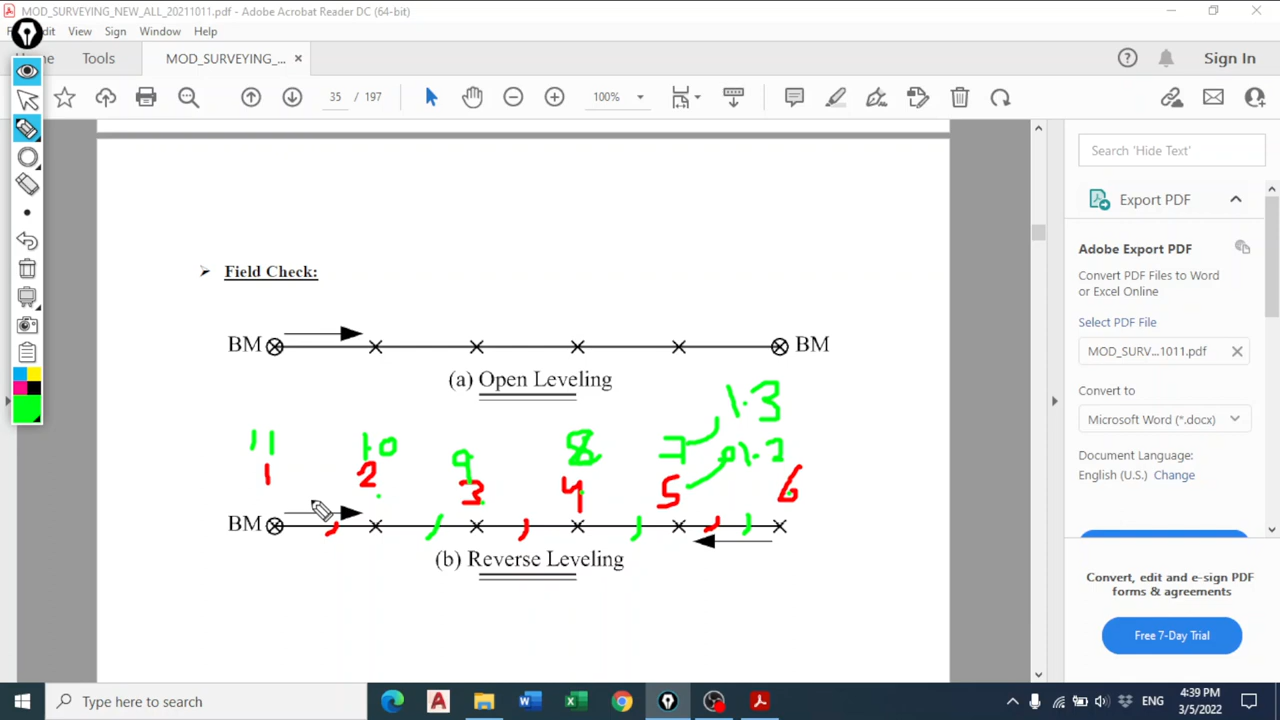 MOD_SURVEYING_NEW_ALL_20211011.pdf - Adobe Acrobat Reader DC (64-bit)
View Sign Window Help
Tools MOD_SURVEYING_...
Sign In
35 / 197
100%
Search 'Hide Text'
Export PDF
Adobe Export PDF
Convert PDF Files to Word
or Excel Online
Select PDF File
MOD_SURV...1011.pdf
Convert to
Microsoft Word (*.docx)
Document Language:
English (U.S.) Change
Convert, edit and e-sign PDF
forms & agreements
Free 7-Day Trial
Field Check:
BM BM
(a) Open Leveling
1.3
11 10 9 8 7
1 2 3 4 5 6
BM
(b) Reverse Leveling
Type here to search
ENG
4:39 PM
3/5/2022